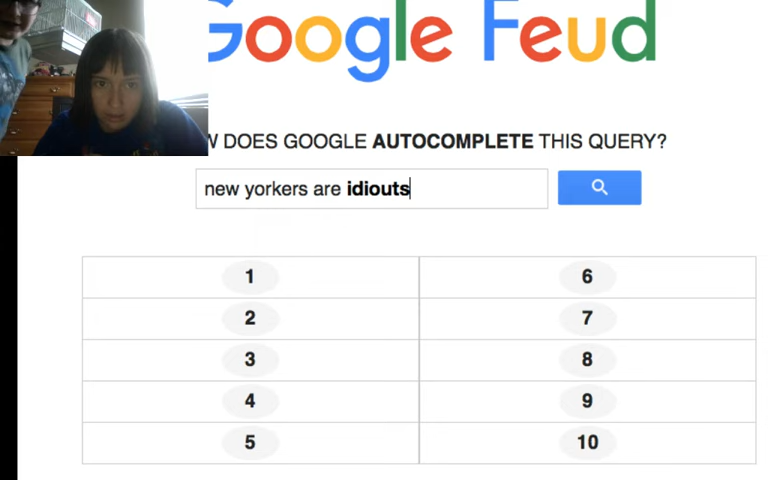 Google Feud
W DOES GOOGLE AUTOCOMPLETE THIS QUERY?
new yorkers are idiouts
1 6
2 7
3 8
4 9
5 10